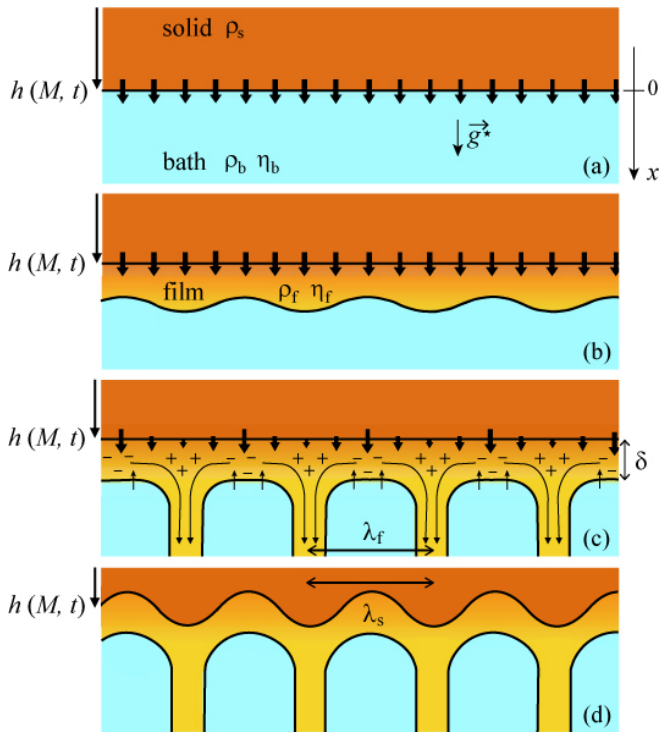 solid ρs
h (M, t)
0
g⋆
bath ρb ηb
(a)
x
h (M, t)
film
ρf ηf
(b)
h (M, t)
− − + + − − + + − − + + − − + + −
− + − − + − − + − − + −
δ
λf
(c)
h (M, t)
λs
(d)